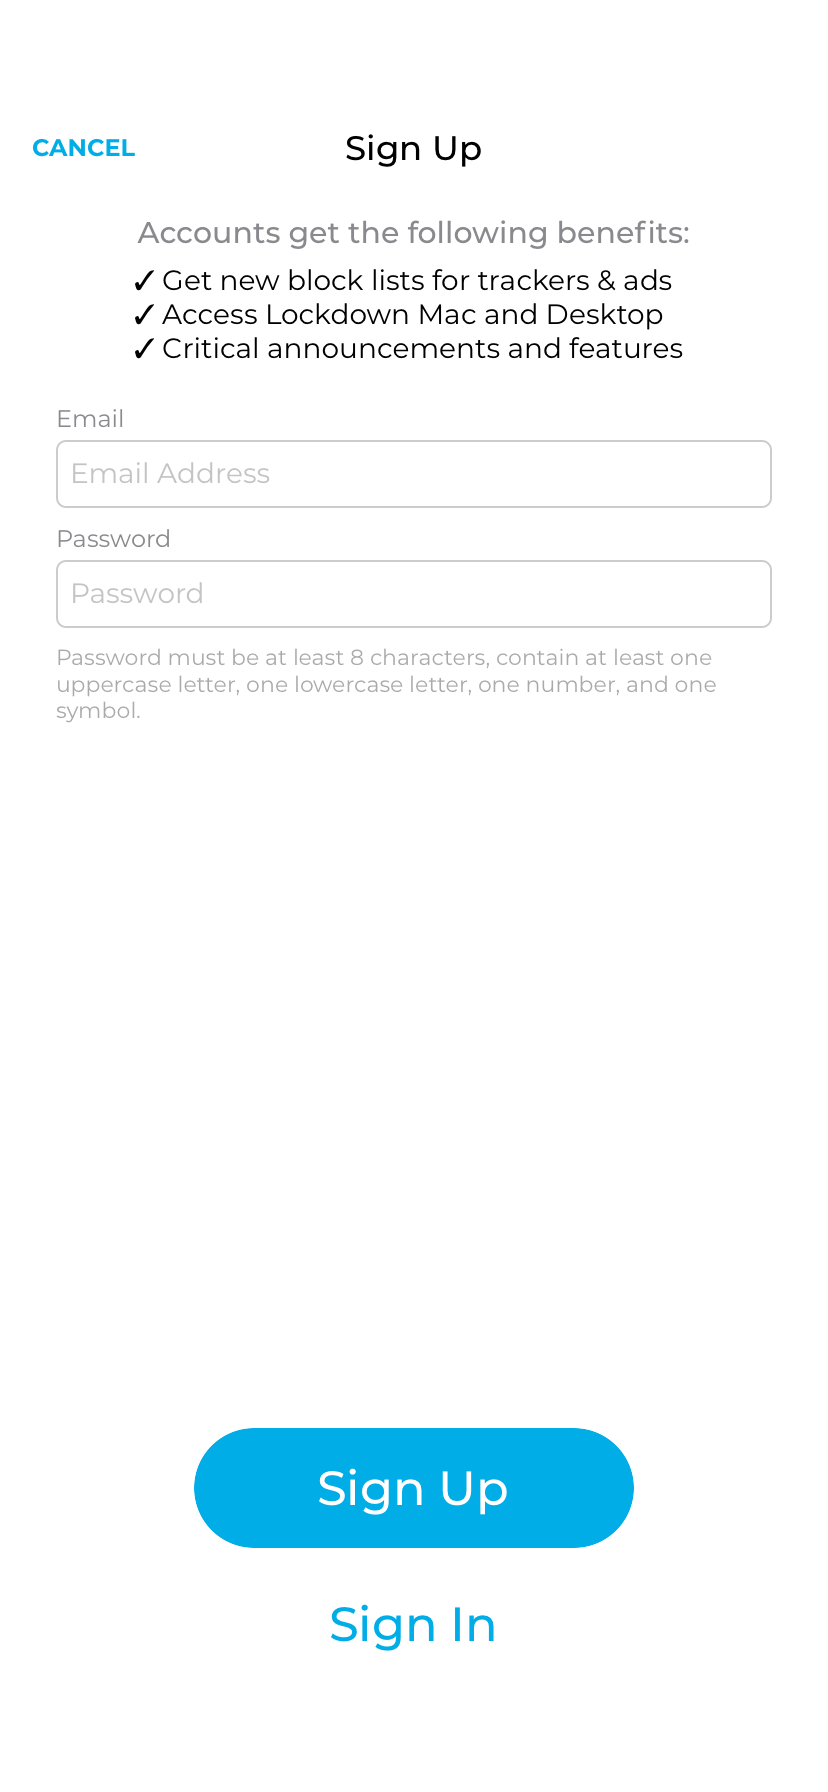 CANCEL
Sign Up
Accounts get the following benefits:
✓ Get new block lists for trackers & ads
✓ Access Lockdown Mac and Desktop
✓ Critical announcements and features
Email
Email Address
Password
Password
Password must be at least 8 characters, contain at least one
uppercase letter, one lowercase letter, one number, and one
symbol.
Sign Up
Sign In